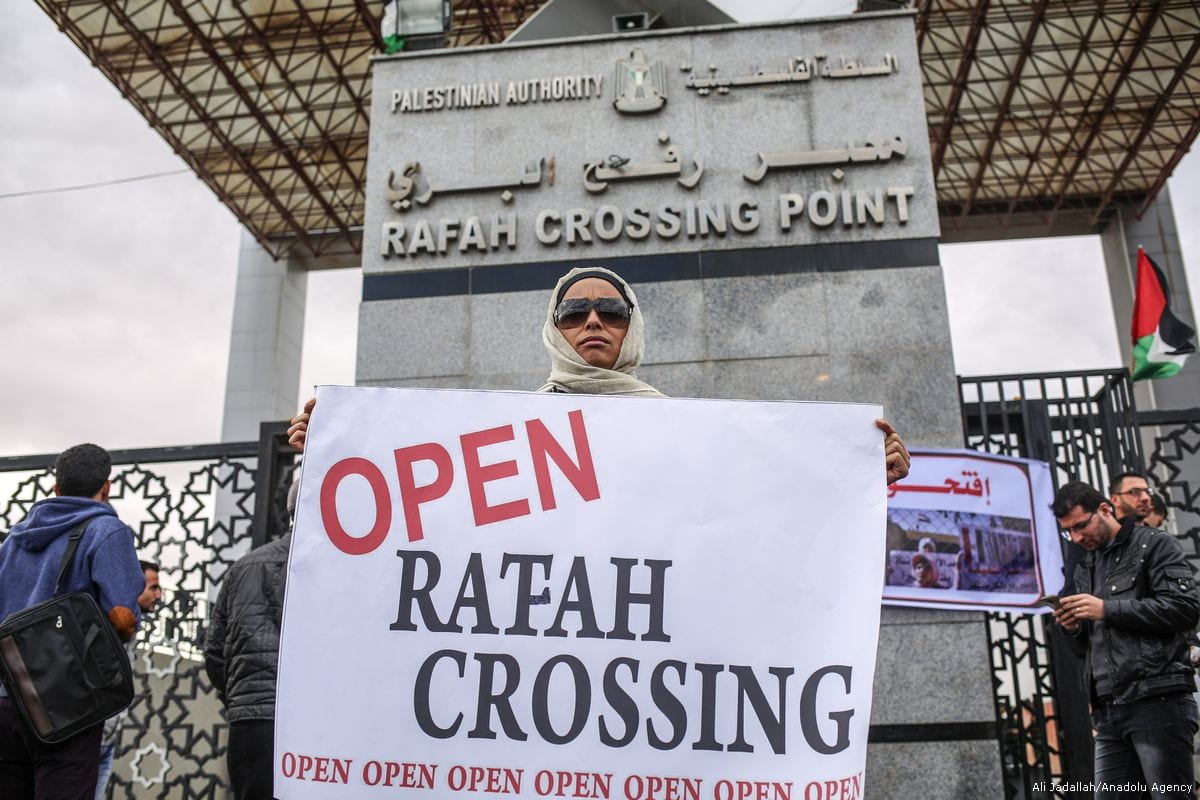 PALESTINIAN AUTHORITY
السلطة الفلسطينية
معبر رفح البري
RAFAH CROSSING POINT
OPEN
RAFAH
CROSSING
OPEN OPEN OPEN OPEN OPEN OPEN OPEN
إفتحو
Ali Jadallah/Anadolu Agency